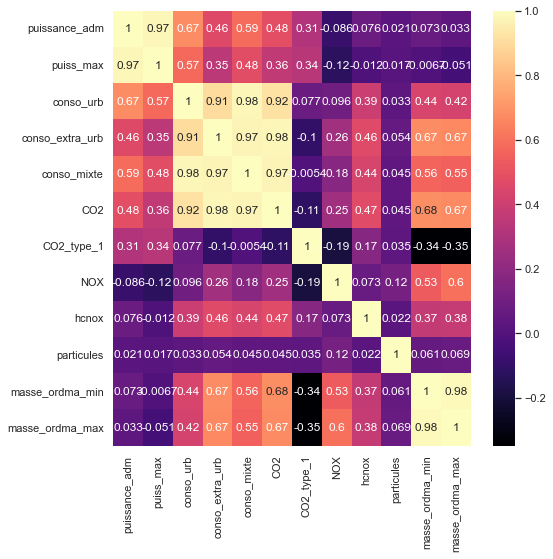 puissance_adm 1 0.97 0.67 0.46 0.59 0.48 0.31 -0.086 0.076 0.021 0.073 0.033
puiss_max 0.97 1 0.57 0.35 0.48 0.36 0.34 -0.12 -0.012 0.017 0.0067 -0.051
conso_urb 0.67 0.57 1 0.91 0.98 0.92 0.077 0.096 0.39 0.033 0.44 0.42
conso_extra_urb 0.46 0.35 0.91 1 0.97 0.98 -0.1 0.26 0.46 0.054 0.67 0.67
conso_mixte 0.59 0.48 0.98 0.97 1 0.97 0.0054 0.18 0.44 0.045 0.56 0.55
CO2 0.48 0.36 0.92 0.98 0.97 1 -0.11 0.25 0.47 0.045 0.68 0.67
CO2_type_1 0.31 0.34 0.077 -0.1 -0.0054 -0.11 1 -0.19 0.17 0.035 -0.34 -0.35
NOX -0.086 -0.12 0.096 0.26 0.18 0.25 -0.19 1 0.073 0.12 0.53 0.6
hcnox 0.076 -0.012 0.39 0.46 0.44 0.47 0.17 0.073 1 0.022 0.37 0.38
particules 0.021 0.017 0.033 0.054 0.045 0.045 0.035 0.12 0.022 1 0.061 0.069
masse_ordma_min 0.073 -0.0067 0.44 0.67 0.56 0.68 -0.34 0.53 0.37 0.061 1 0.98
masse_ordma_max 0.033 -0.051 0.42 0.67 0.55 0.67 -0.35 0.6 0.38 0.069 0.98 1
puissance_adm
puiss_max
conso_urb
conso_extra_urb
conso_mixte
CO2
CO2_type_1
NOX
hcnox
particules
masse_ordma_min
masse_ordma_max
1.0
0.8
0.6
0.4
0.2
0.0
-0.2